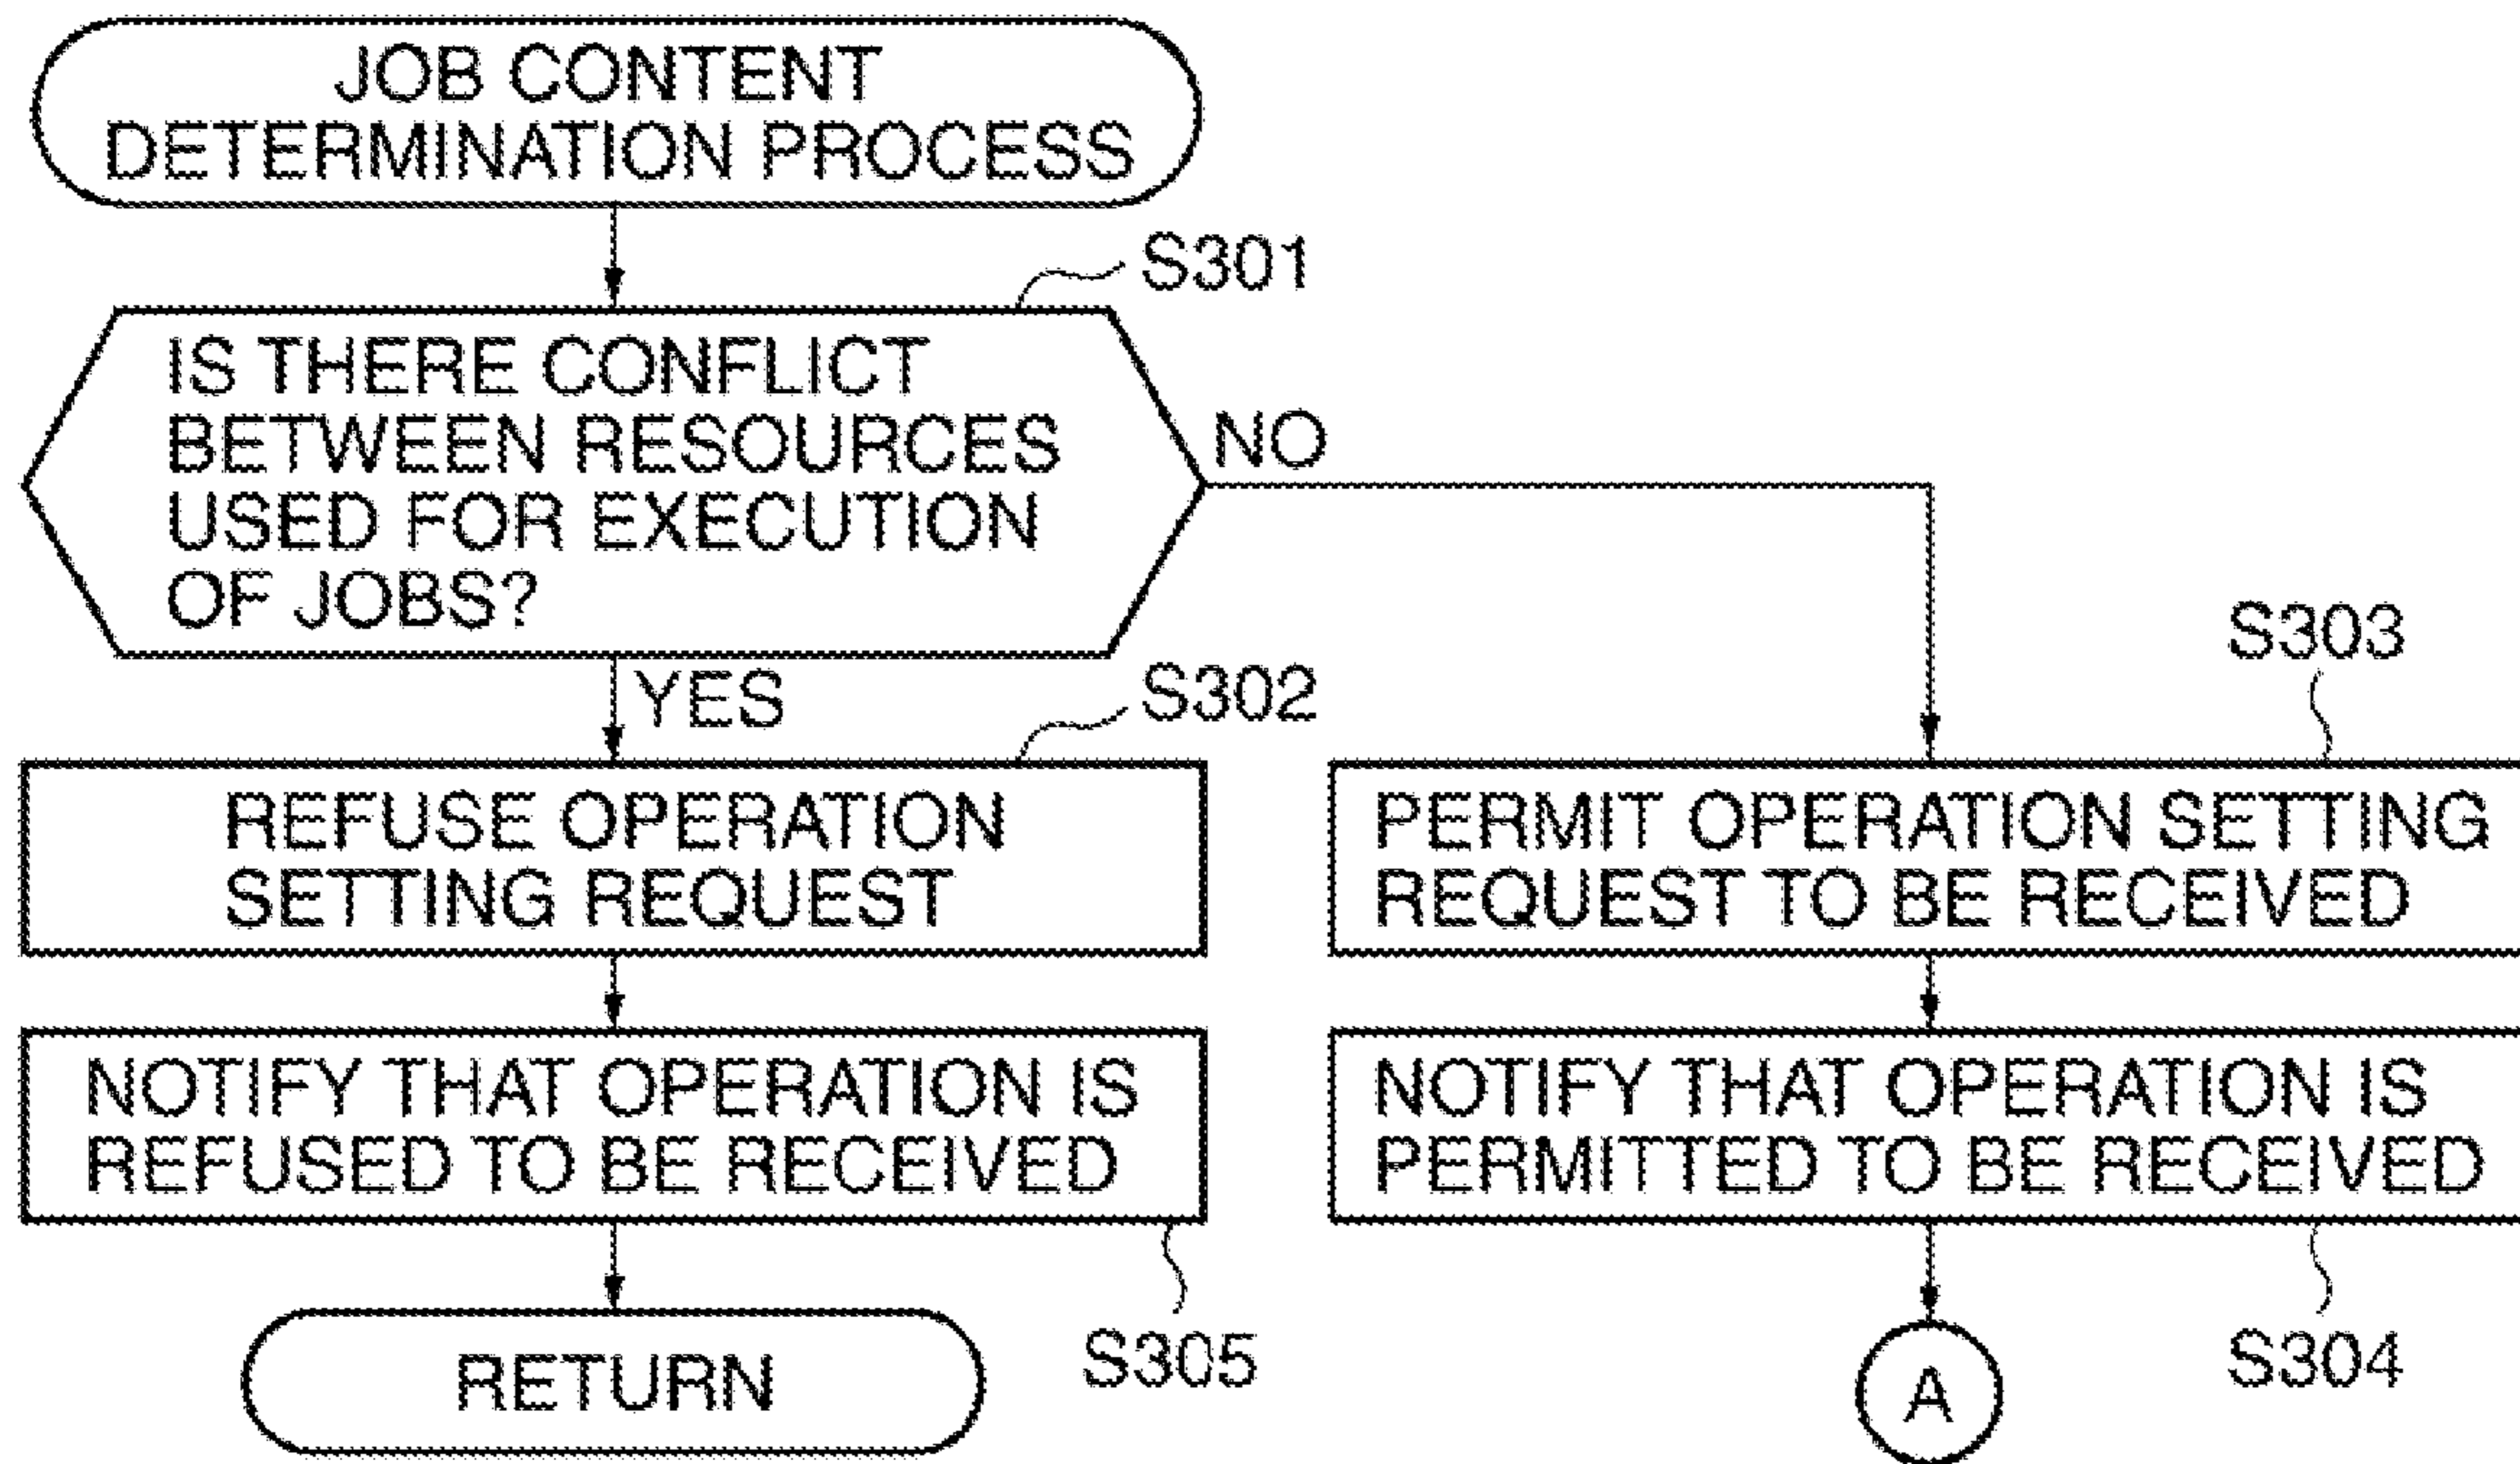 JOB CONTENT
DETERMINATION PROCESS
S301
IS THERE CONFLICT
BETWEEN RESOURCES
USED FOR EXECUTION
OF JOBS?
NO
YES
S302
S303
REFUSE OPERATION
SETTING REQUEST
PERMIT OPERATION SETTING
REQUEST TO BE RECEIVED
NOTIFY THAT OPERATION IS
REFUSED TO BE RECEIVED
NOTIFY THAT OPERATION IS
PERMITTED TO BE RECEIVED
S305
S304
RETURN
A